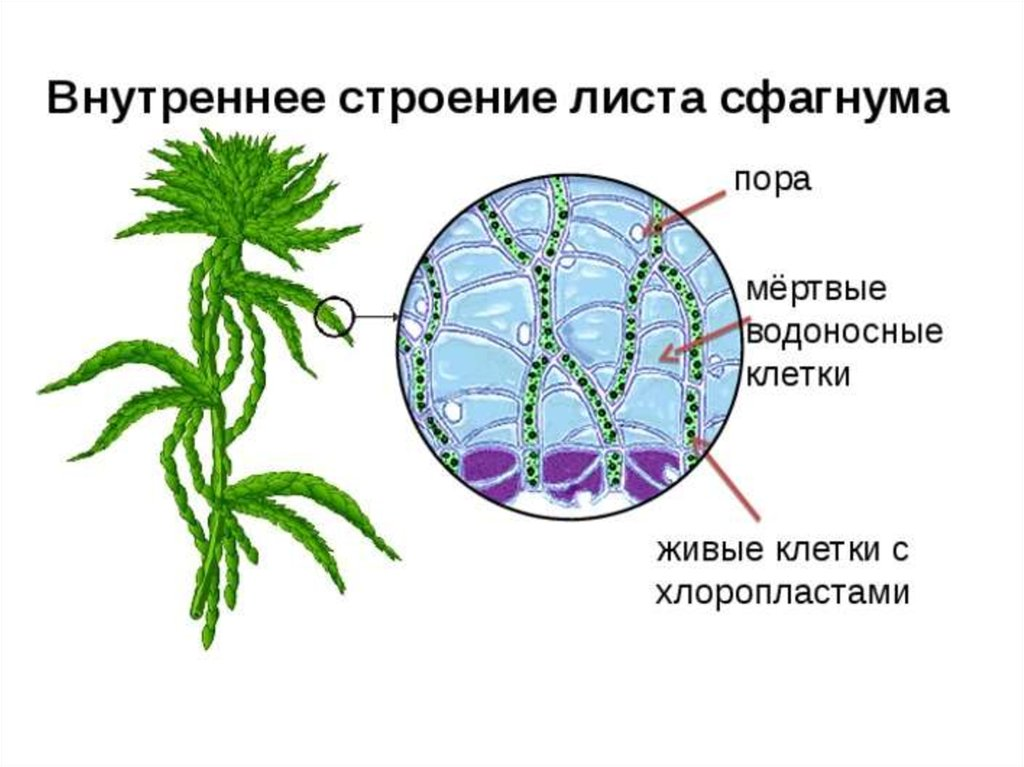 Внутреннее строение листа сфагнума
пора
мёртвые
водоносные
клетки
живые клетки с
хлоропластами